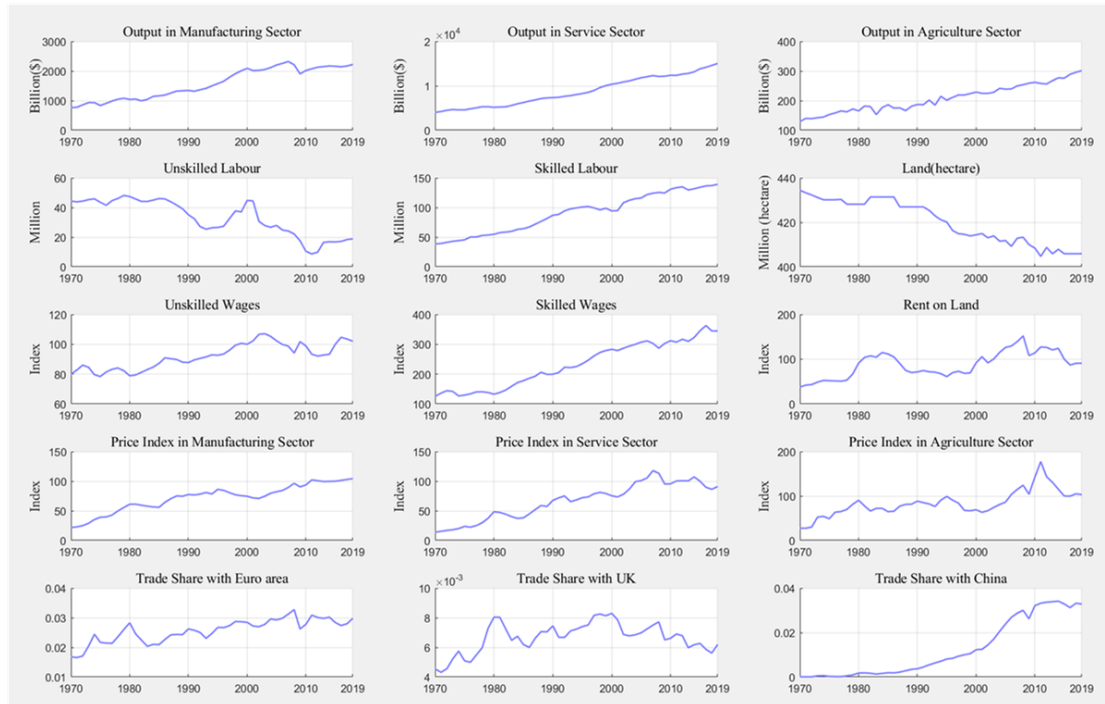 Output in Manufacturing Sector
Billion($)
3000
2000
1000
0
1970 1980 1990 2000 2010 2019
Output in Service Sector
×10⁴
Billion($)
2
1
0
1970 1980 1990 2000 2010 2019
Output in Agriculture Sector
Billion($)
400
300
200
100
1970 1980 1990 2000 2010 2019
Unskilled Labour
Million
60
40
20
0
1970 1980 1990 2000 2010 2019
Skilled Labour
Million
150
100
50
0
1970 1980 1990 2000 2010 2019
Land(hectare)
Million (hectare)
440
420
400
1970 1980 1990 2000 2010 2019
Unskilled Wages
Index
120
100
80
60
1970 1980 1990 2000 2010 2019
Skilled Wages
Index
400
300
200
100
1970 1980 1990 2000 2010 2019
Rent on Land
Index
200
100
0
1970 1980 1990 2000 2010 2019
Price Index in Manufacturing Sector
Index
150
100
50
0
1970 1980 1990 2000 2010 2019
Price Index in Service Sector
Index
150
100
50
0
1970 1980 1990 2000 2010 2019
Price Index in Agriculture Sector
Index
200
100
0
1970 1980 1990 2000 2010 2019
Trade Share with Euro area
0.04
0.03
0.02
0.01
1970 1980 1990 2000 2010 2019
Trade Share with UK
×10⁻³
10
8
6
4
1970 1980 1990 2000 2010 2019
Trade Share with China
0.04
0.02
0
1970 1980 1990 2000 2010 2019